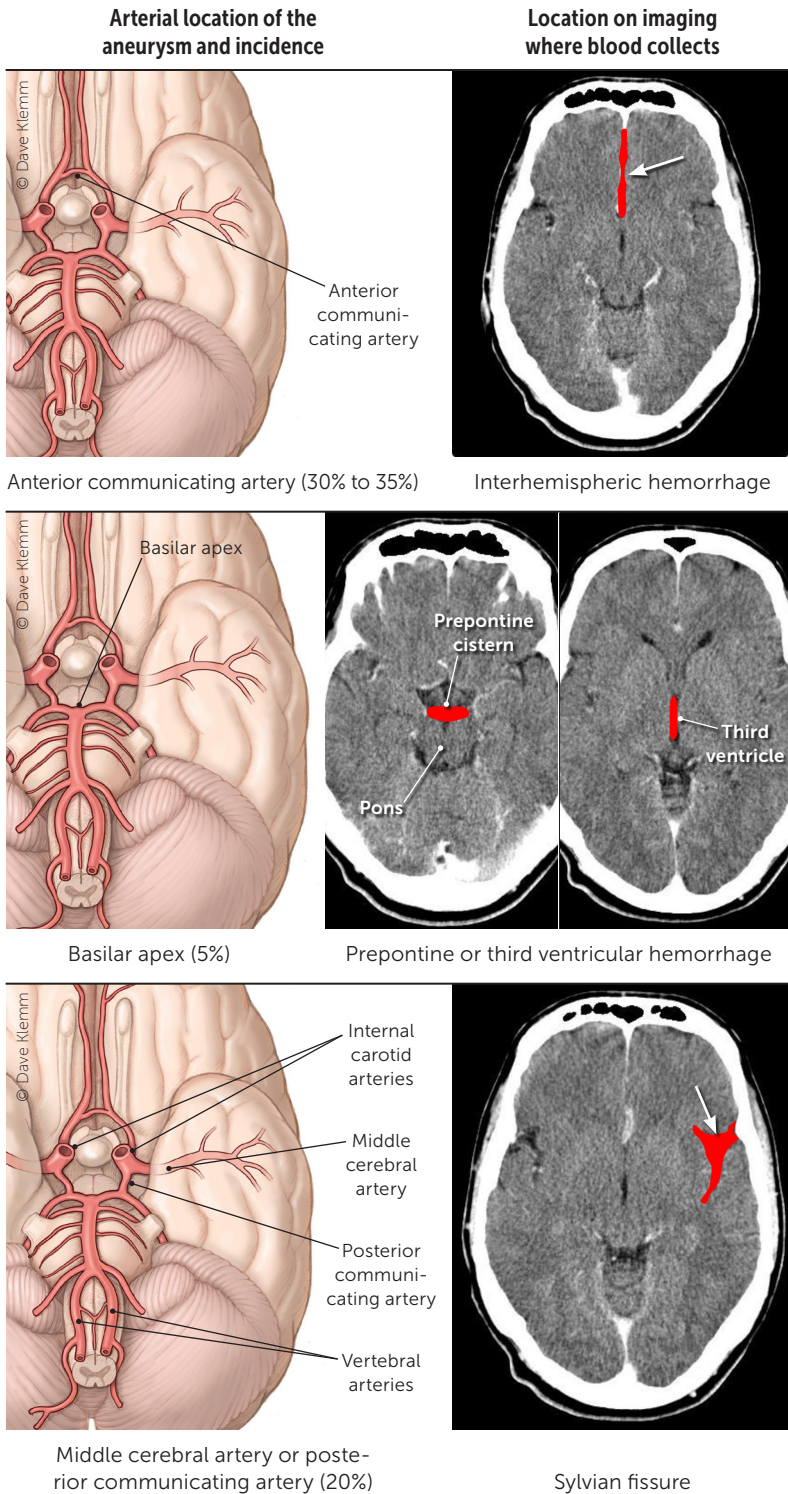 Arterial location of the
aneurysm and incidence
Location on imaging
where blood collects
© Dave Klemm
Anterior
communi-
cating artery
Anterior communicating artery (30% to 35%)
Interhemispheric hemorrhage
© Dave Klemm
Basilar apex
Prepontine
cistern
Pons
Third
ventricle
Basilar apex (5%)
Prepontine or third ventricular hemorrhage
© Dave Klemm
Internal
carotid
arteries
Middle
cerebral
artery
Posterior
communi-
cating artery
Vertebral
arteries
Middle cerebral artery or poste-
rior communicating artery (20%)
Sylvian fissure